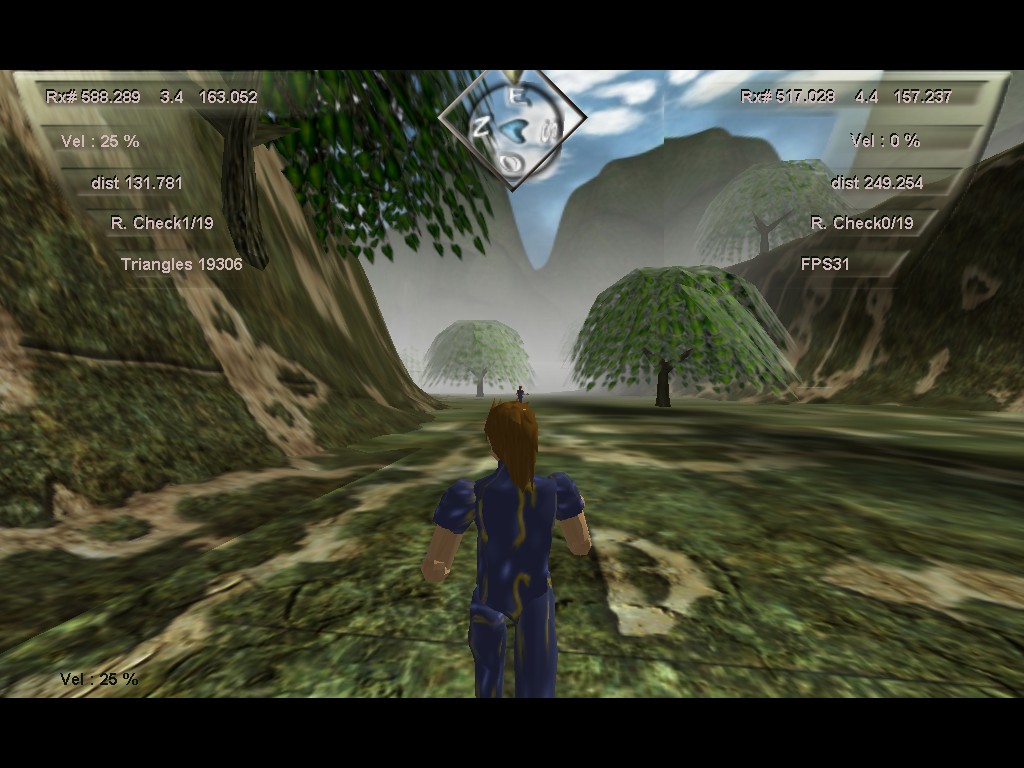 Rx# 588.289 3.4 163.052
Vel : 25 %
dist 131.781
R. Check1/19
Triangles 19306
E
Z
O
Rx# 517.028 4.4 157.237
Vel : 0 %
dist 249.254
R. Check0/19
FPS31
Vel : 25 %